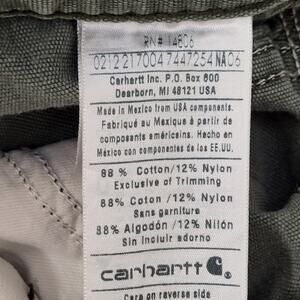 RN# 14806
0212217004 7447254 NA06
Carhartt Inc. P.O. Box 600
Dearborn, MI 48121 USA
Made in Mexico from USA components.
Fabriqué au Mexique à partir de
composants américains. Hecho en
México con componentes de los EE.UU.
88 % Cotton/12% Nylon
Exclusive of Trimming
88 % Coton /12% Nylon
Sans garniture
88% Algodón /12% Nilón
Sin Incluir adorno
carhartt
Care on reverse side